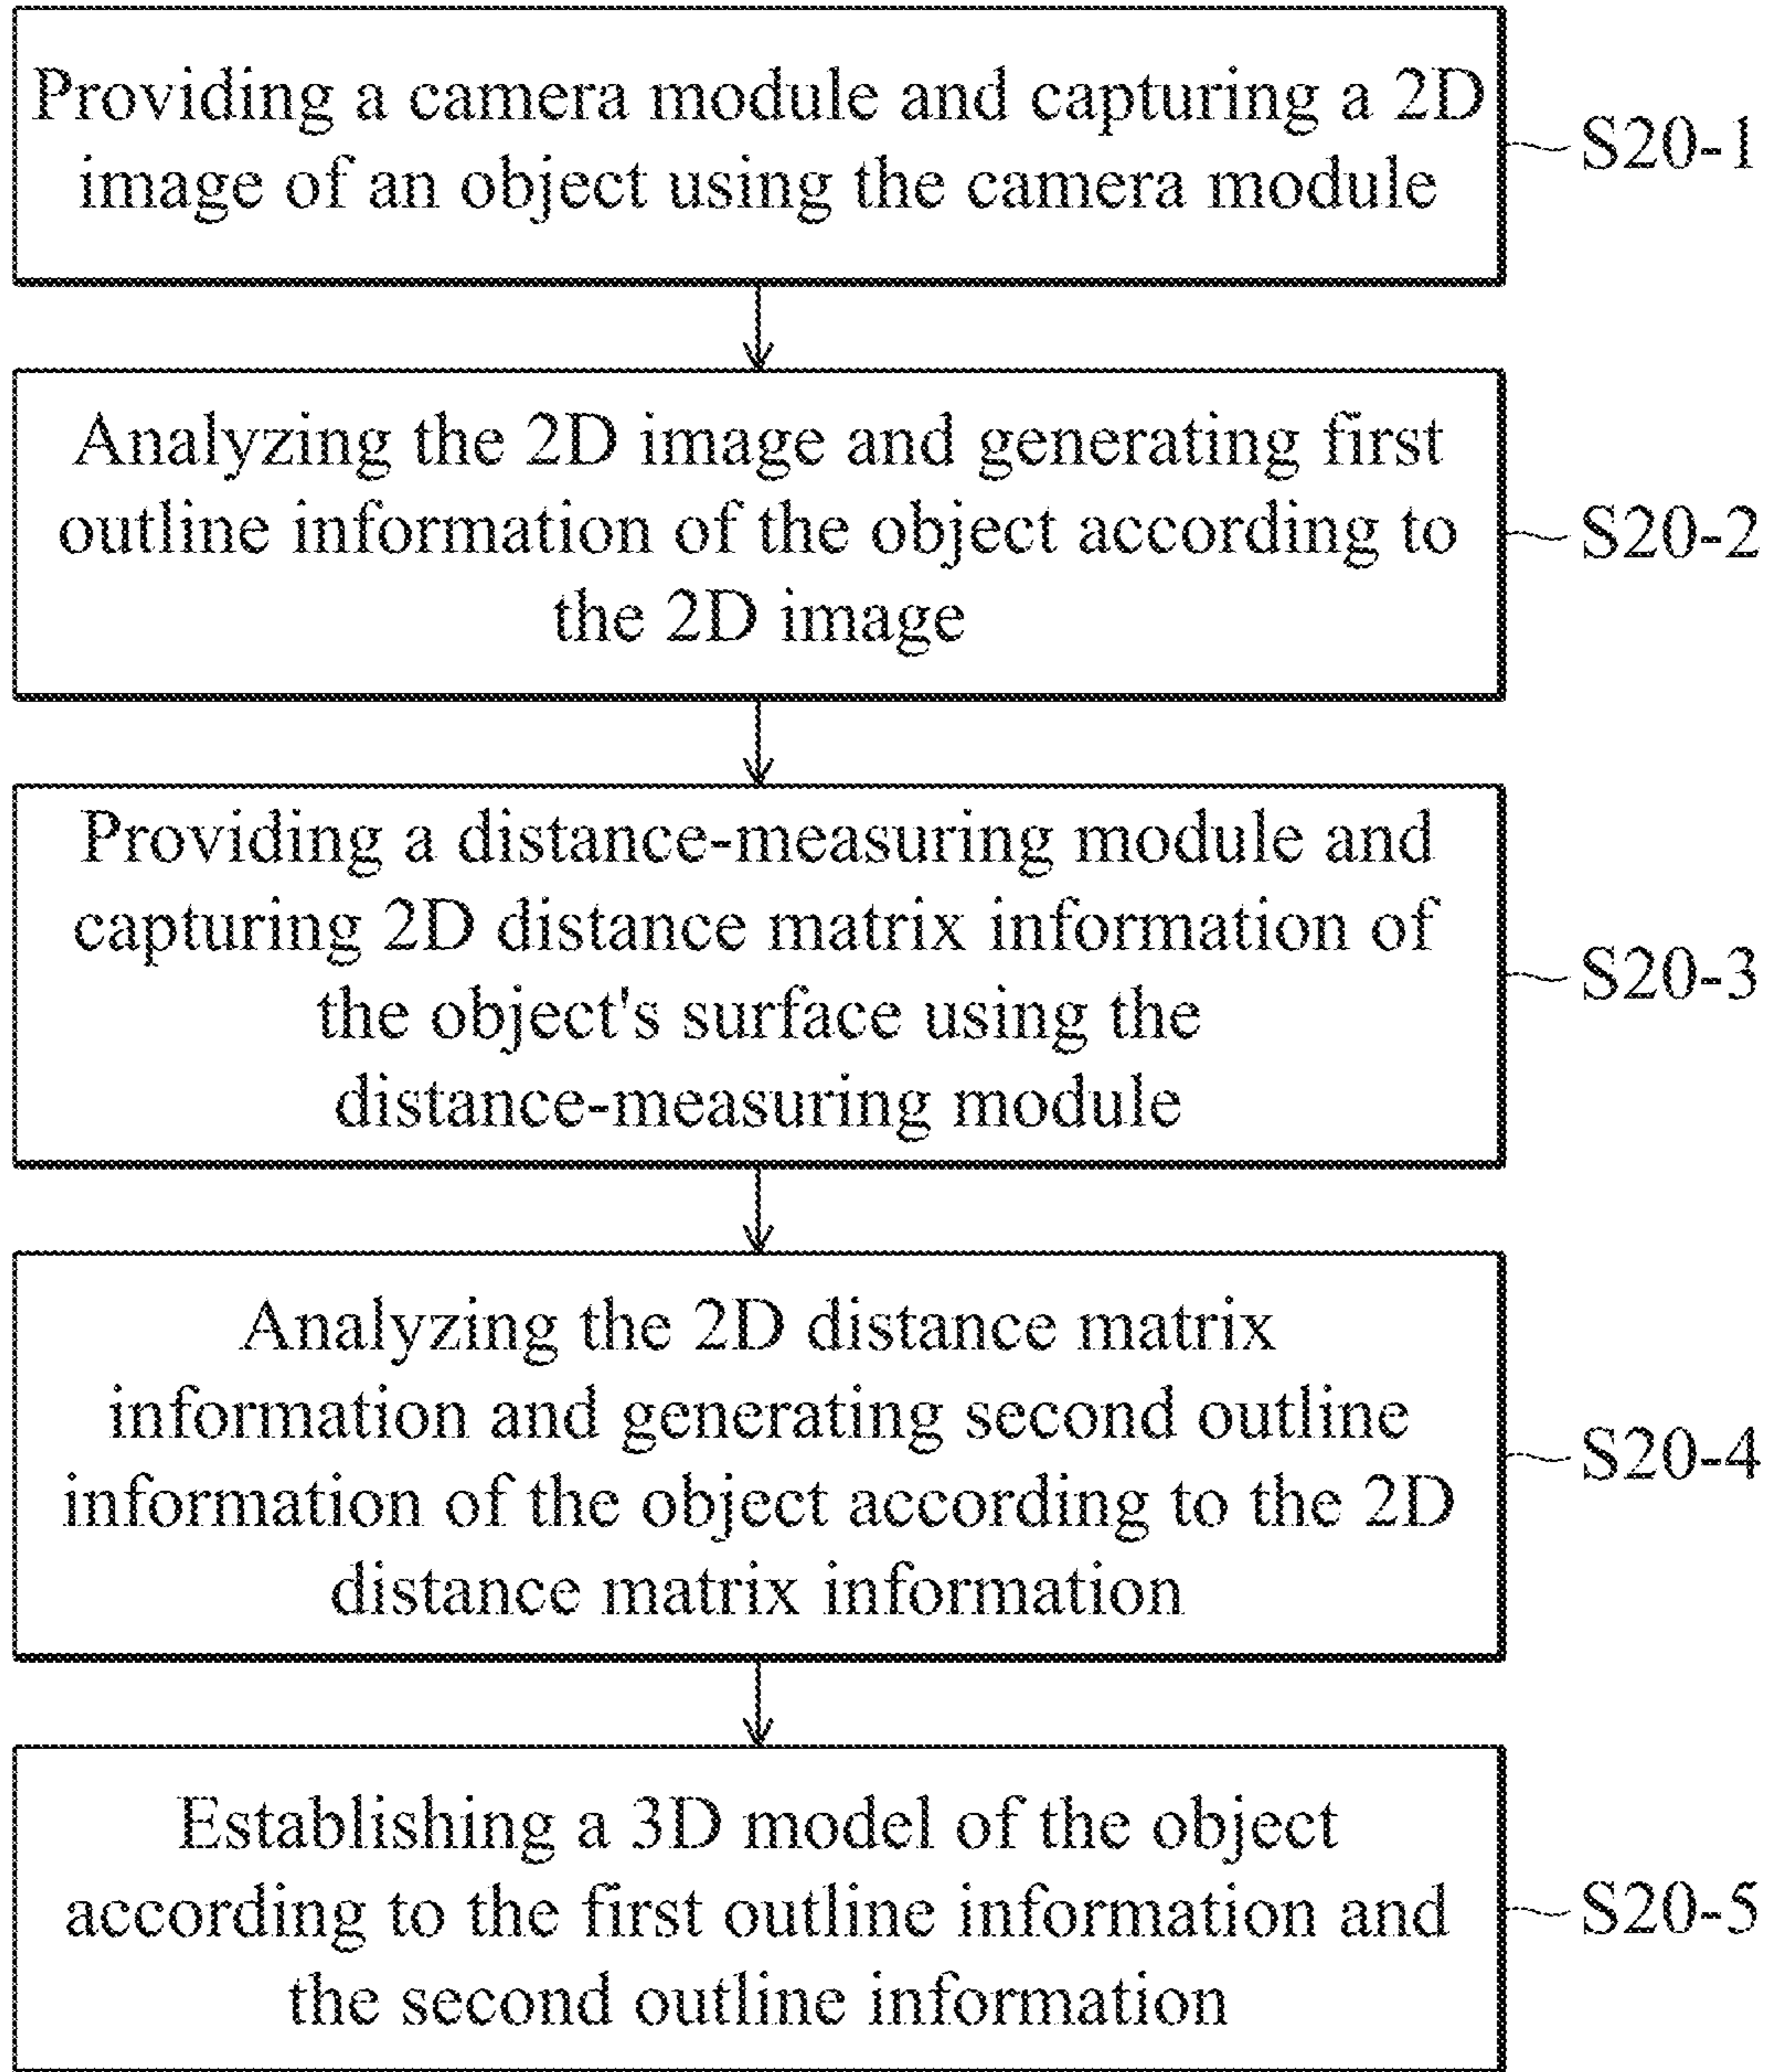 Providing a camera module and capturing a 2D
image of an object using the camera module
S20-1
Analyzing the 2D image and generating first
outline information of the object according to
the 2D image
S20-2
Providing a distance-measuring module and
capturing 2D distance matrix information of
the object's surface using the
distance-measuring module
S20-3
Analyzing the 2D distance matrix
information and generating second outline
information of the object according to the 2D
distance matrix information
S20-4
Establishing a 3D model of the object
according to the first outline information and
the second outline information
S20-5